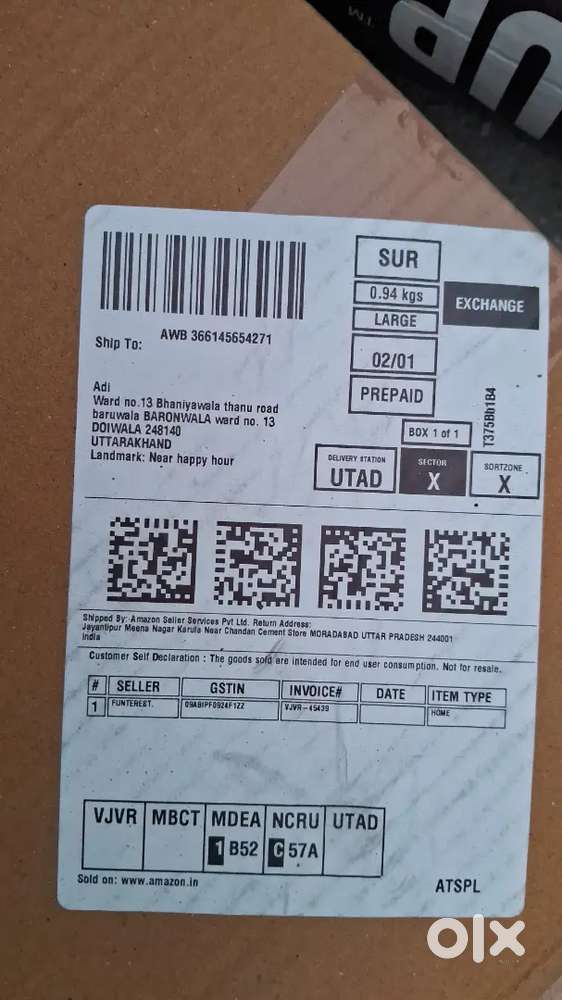 UP
TM
SUR
0.94 kgs
EXCHANGE
LARGE
AWB 366145654271
Ship To:
02/01
PREPAID
Adi
Ward no.13 Bhaniyawala thanu road
baruwala BARONWALA ward no. 13
DOIWALA 248140
UTTARAKHAND
Landmark: Near happy hour
BOX 1 of 1
DELIVERY STATION
UTAD
SECTOR
X
SORTZONE
X
Shipped By: Amazon Seller Services Pvt Ltd. Return Address:
Jayantipur Meena Nagar Karula Near Chandan Cement Store MORADABAD UTTAR PRADESH 244001
India
Customer Self Declaration : The goods sold are intended for end user consumption. Not for resale.
# SELLER GSTIN INVOICE# DATE ITEM TYPE
1 FUNTEREST. 09ABIPF0924F1ZZ VJVR-45439 HOME
VJVR MBCT MDEA NCRU UTAD
1 B52 C 57A
Sold on: www.amazon.in
ATSPL
olx